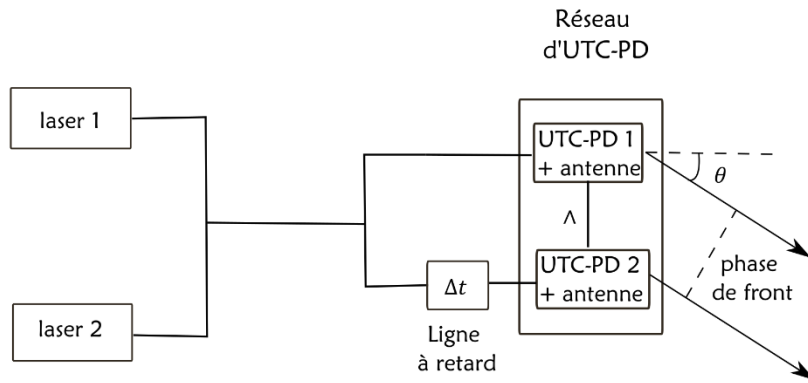 Réseau
d'UTC-PD
laser 1
UTC-PD 1
+ antenne
θ
Λ
UTC-PD 2
+ antenne
Δt
phase
de front
laser 2
Ligne
à retard